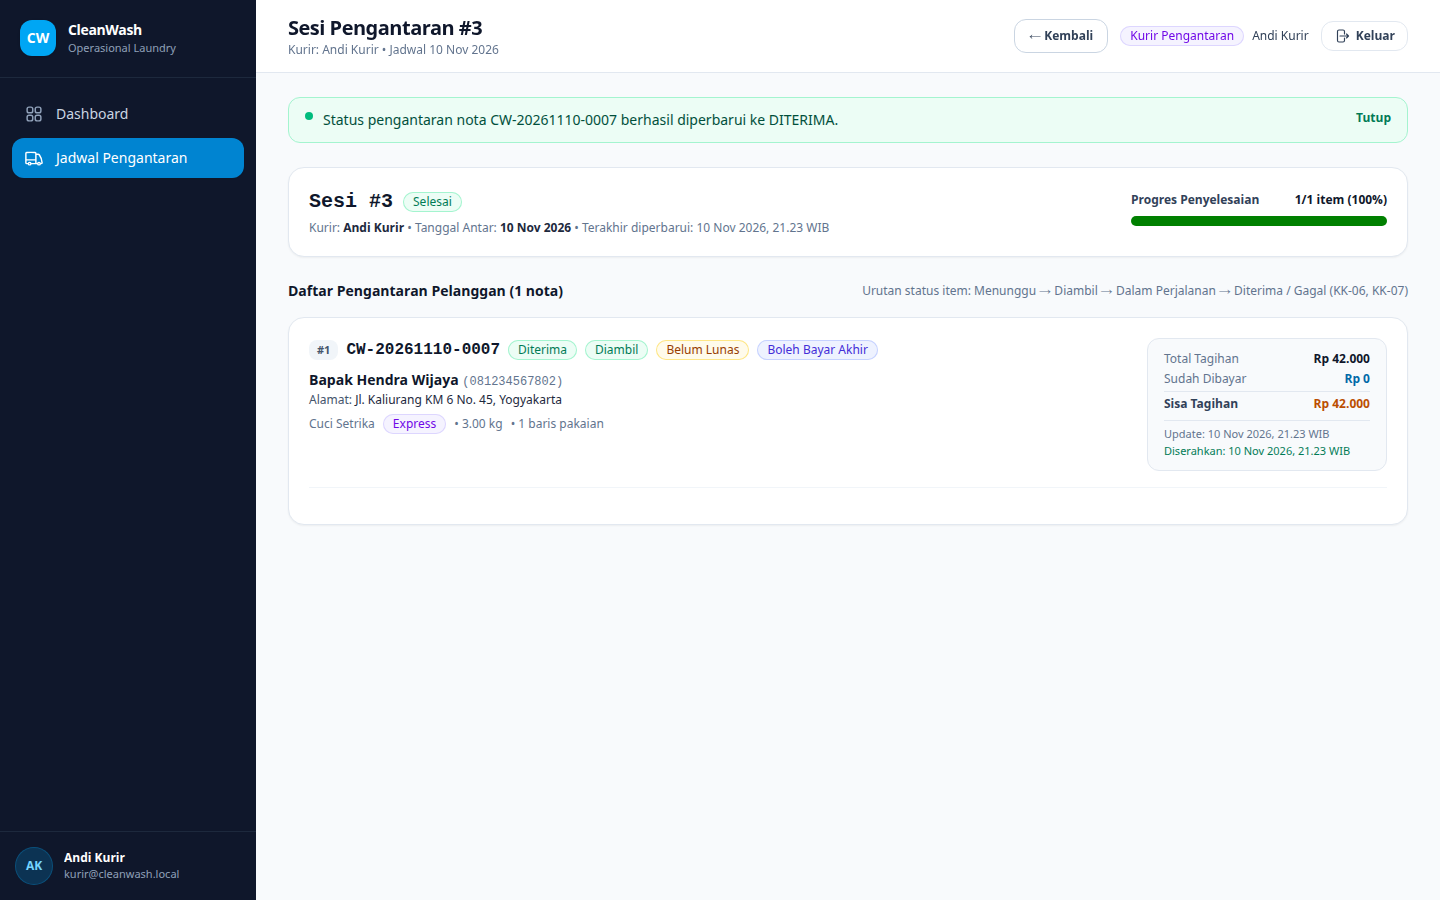 CW
CleanWash
Operasional Laundry
Dashboard
Jadwal Pengantaran
AK
Andi Kurir
kurir@cleanwash.local
Sesi Pengantaran #3
Kurir: Andi Kurir • Jadwal 10 Nov 2026
← Kembali
Kurir Pengantaran
Andi Kurir
Keluar
Status pengantaran nota CW-20261110-0007 berhasil diperbarui ke DITERIMA.
Tutup
Sesi #3 Selesai
Kurir: Andi Kurir • Tanggal Antar: 10 Nov 2026 • Terakhir diperbarui: 10 Nov 2026, 21.23 WIB
Progres Penyelesaian 1/1 item (100%)
Daftar Pengantaran Pelanggan (1 nota)
Urutan status item: Menunggu → Diambil → Dalam Perjalanan → Diterima / Gagal (KK-06, KK-07)
#1 CW-20261110-0007 Diterima Diambil Belum Lunas Boleh Bayar Akhir
Bapak Hendra Wijaya (081234567802)
Alamat: Jl. Kaliurang KM 6 No. 45, Yogyakarta
Cuci Setrika Express • 3.00 kg • 1 baris pakaian
Total Tagihan Rp 42.000
Sudah Dibayar Rp 0
Sisa Tagihan Rp 42.000
Update: 10 Nov 2026, 21.23 WIB
Diserahkan: 10 Nov 2026, 21.23 WIB